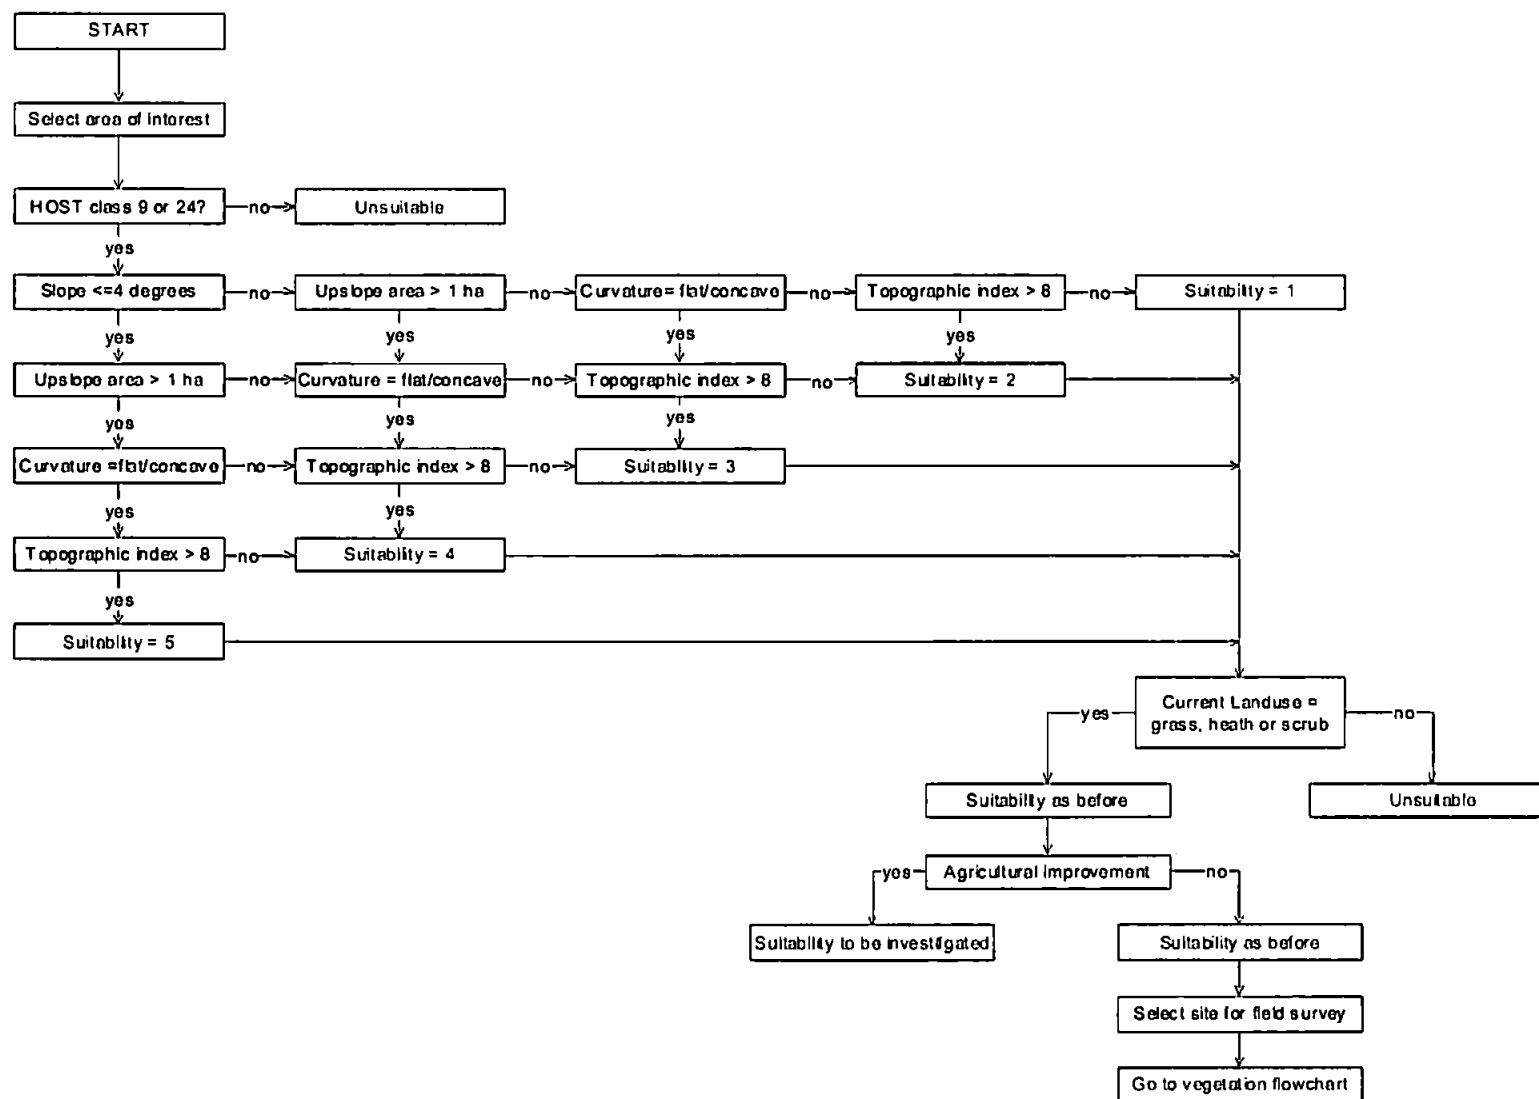 START
Select area of interest
HOST class 9 or 24?
no
Unsuitable
yes
Slope <=4 degrees
no
Upslope area > 1 ha
no
Curvature= flat/concave
no
Topographic index > 8
no
Suitability = 1
yes
yes
yes
yes
Upslope area > 1 ha
no
Curvature = flat/concave
no
Topographic index > 8
no
Suitability = 2
yes
yes
yes
Curvature =flat/concave
no
Topographic index > 8
no
Suitability = 3
yes
yes
Topographic index > 8
no
Suitability = 4
yes
Suitability = 5
Current Landuse =
grass, heath or scrub
yes
no
Suitability as before
Unsuitable
Agricultural Improvement
yes
no
Suitability to be investigated
Suitability as before
Select site for field survey
Go to vegetation flowchart